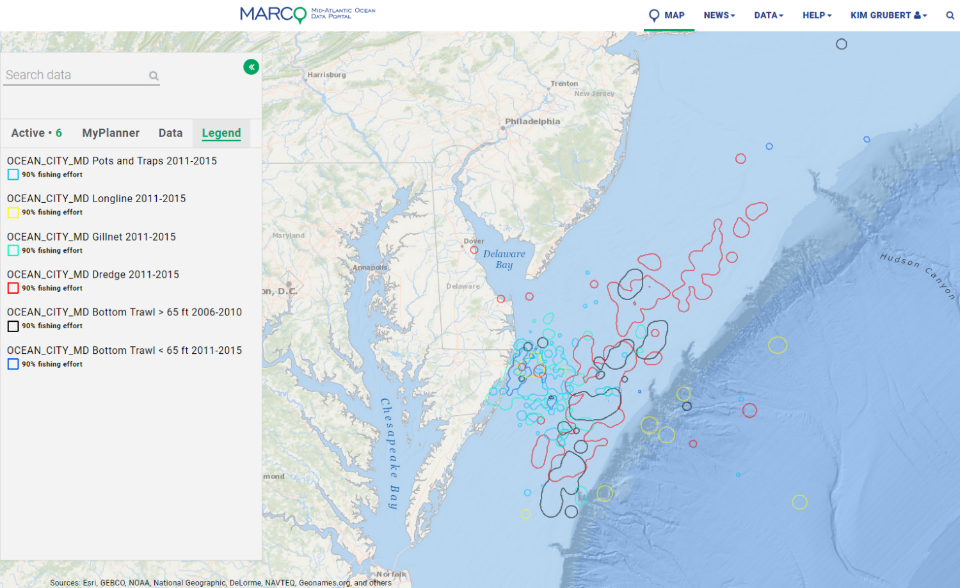 MARCO MID-ATLANTIC OCEAN
DATA PORTAL
MAP NEWS DATA HELP KIM GRUBERT
Search data
Active • 6 MyPlanner Data Legend
OCEAN_CITY_MD Pots and Traps 2011-2015
90% fishing effort
OCEAN_CITY_MD Longline 2011-2015
90% fishing effort
OCEAN_CITY_MD Gillnet 2011-2015
90% fishing effort
OCEAN_CITY_MD Dredge 2011-2015
90% fishing effort
OCEAN_CITY_MD Bottom Trawl > 65 ft 2006-2010
90% fishing effort
OCEAN_CITY_MD Bottom Trawl < 65 ft 2011-2015
90% fishing effort
Harrisburg
Trenton
New Jersey
Philadelphia
Maryland
Dover
Delaware
Bay
Annapolis
Hudson Canyon
Delaware
n, D.C.
Chesapeake Bay
mond
Norfolk
Sources: Esri, GEBCO, NOAA, National Geographic, DeLorme, NAVTEQ, Geonames.org, and others